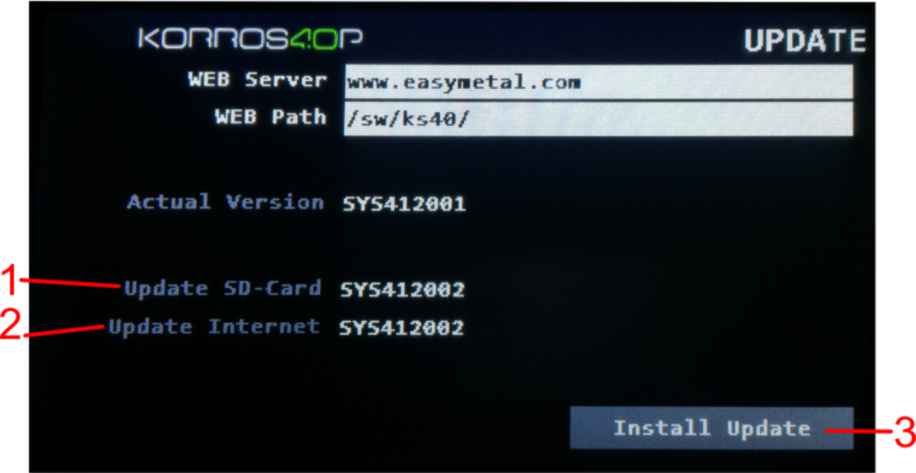 KORROS40P
UPDATE
WEB Server www.easymetal.com
WEB Path /sw/ks40/
Actual Version SYS412001
1 Update SD-Card SYS412002
2 Update Internet SYS412002
Install Update 3